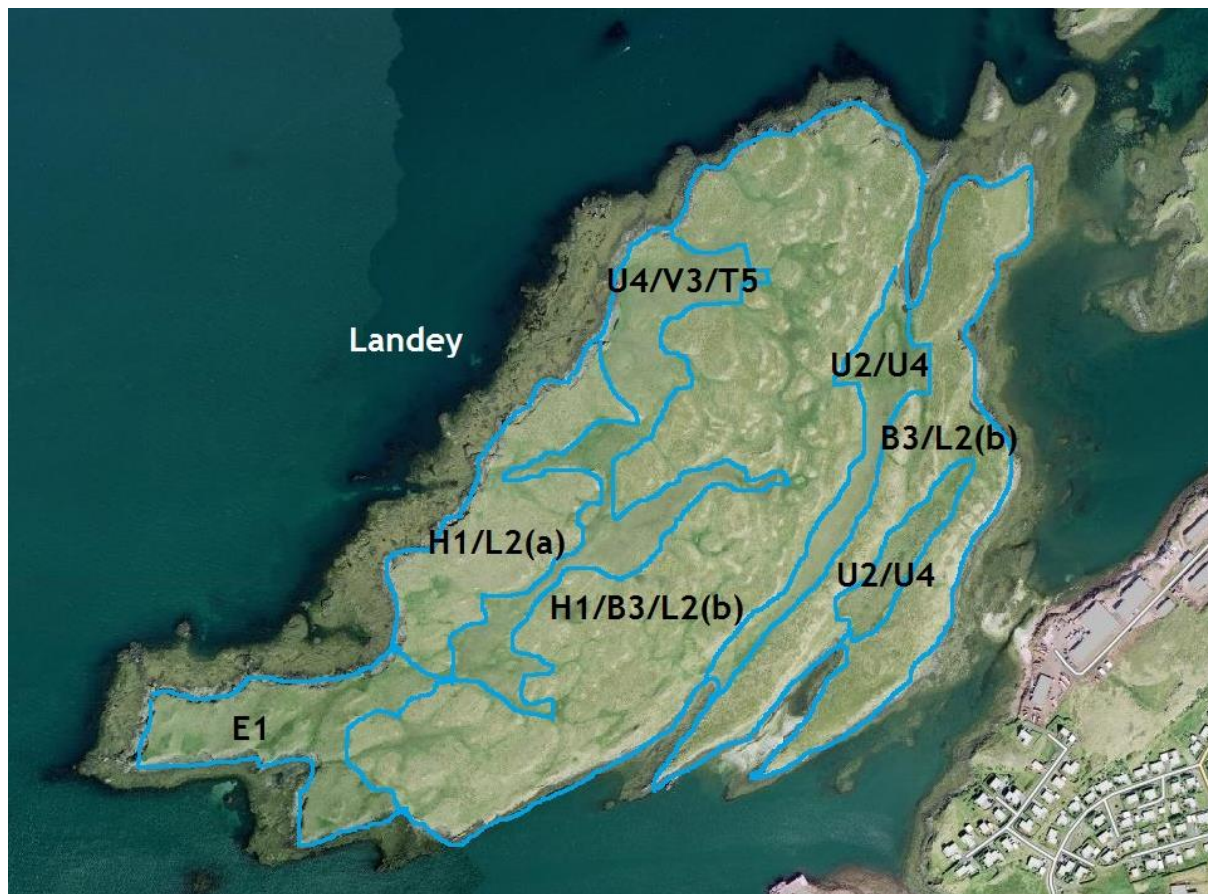 U4/V3/T5
Landey
U2/U4
B3/L2(b)
H1/L2(a)
U2/U4
H1/B3/L2(b)
E1